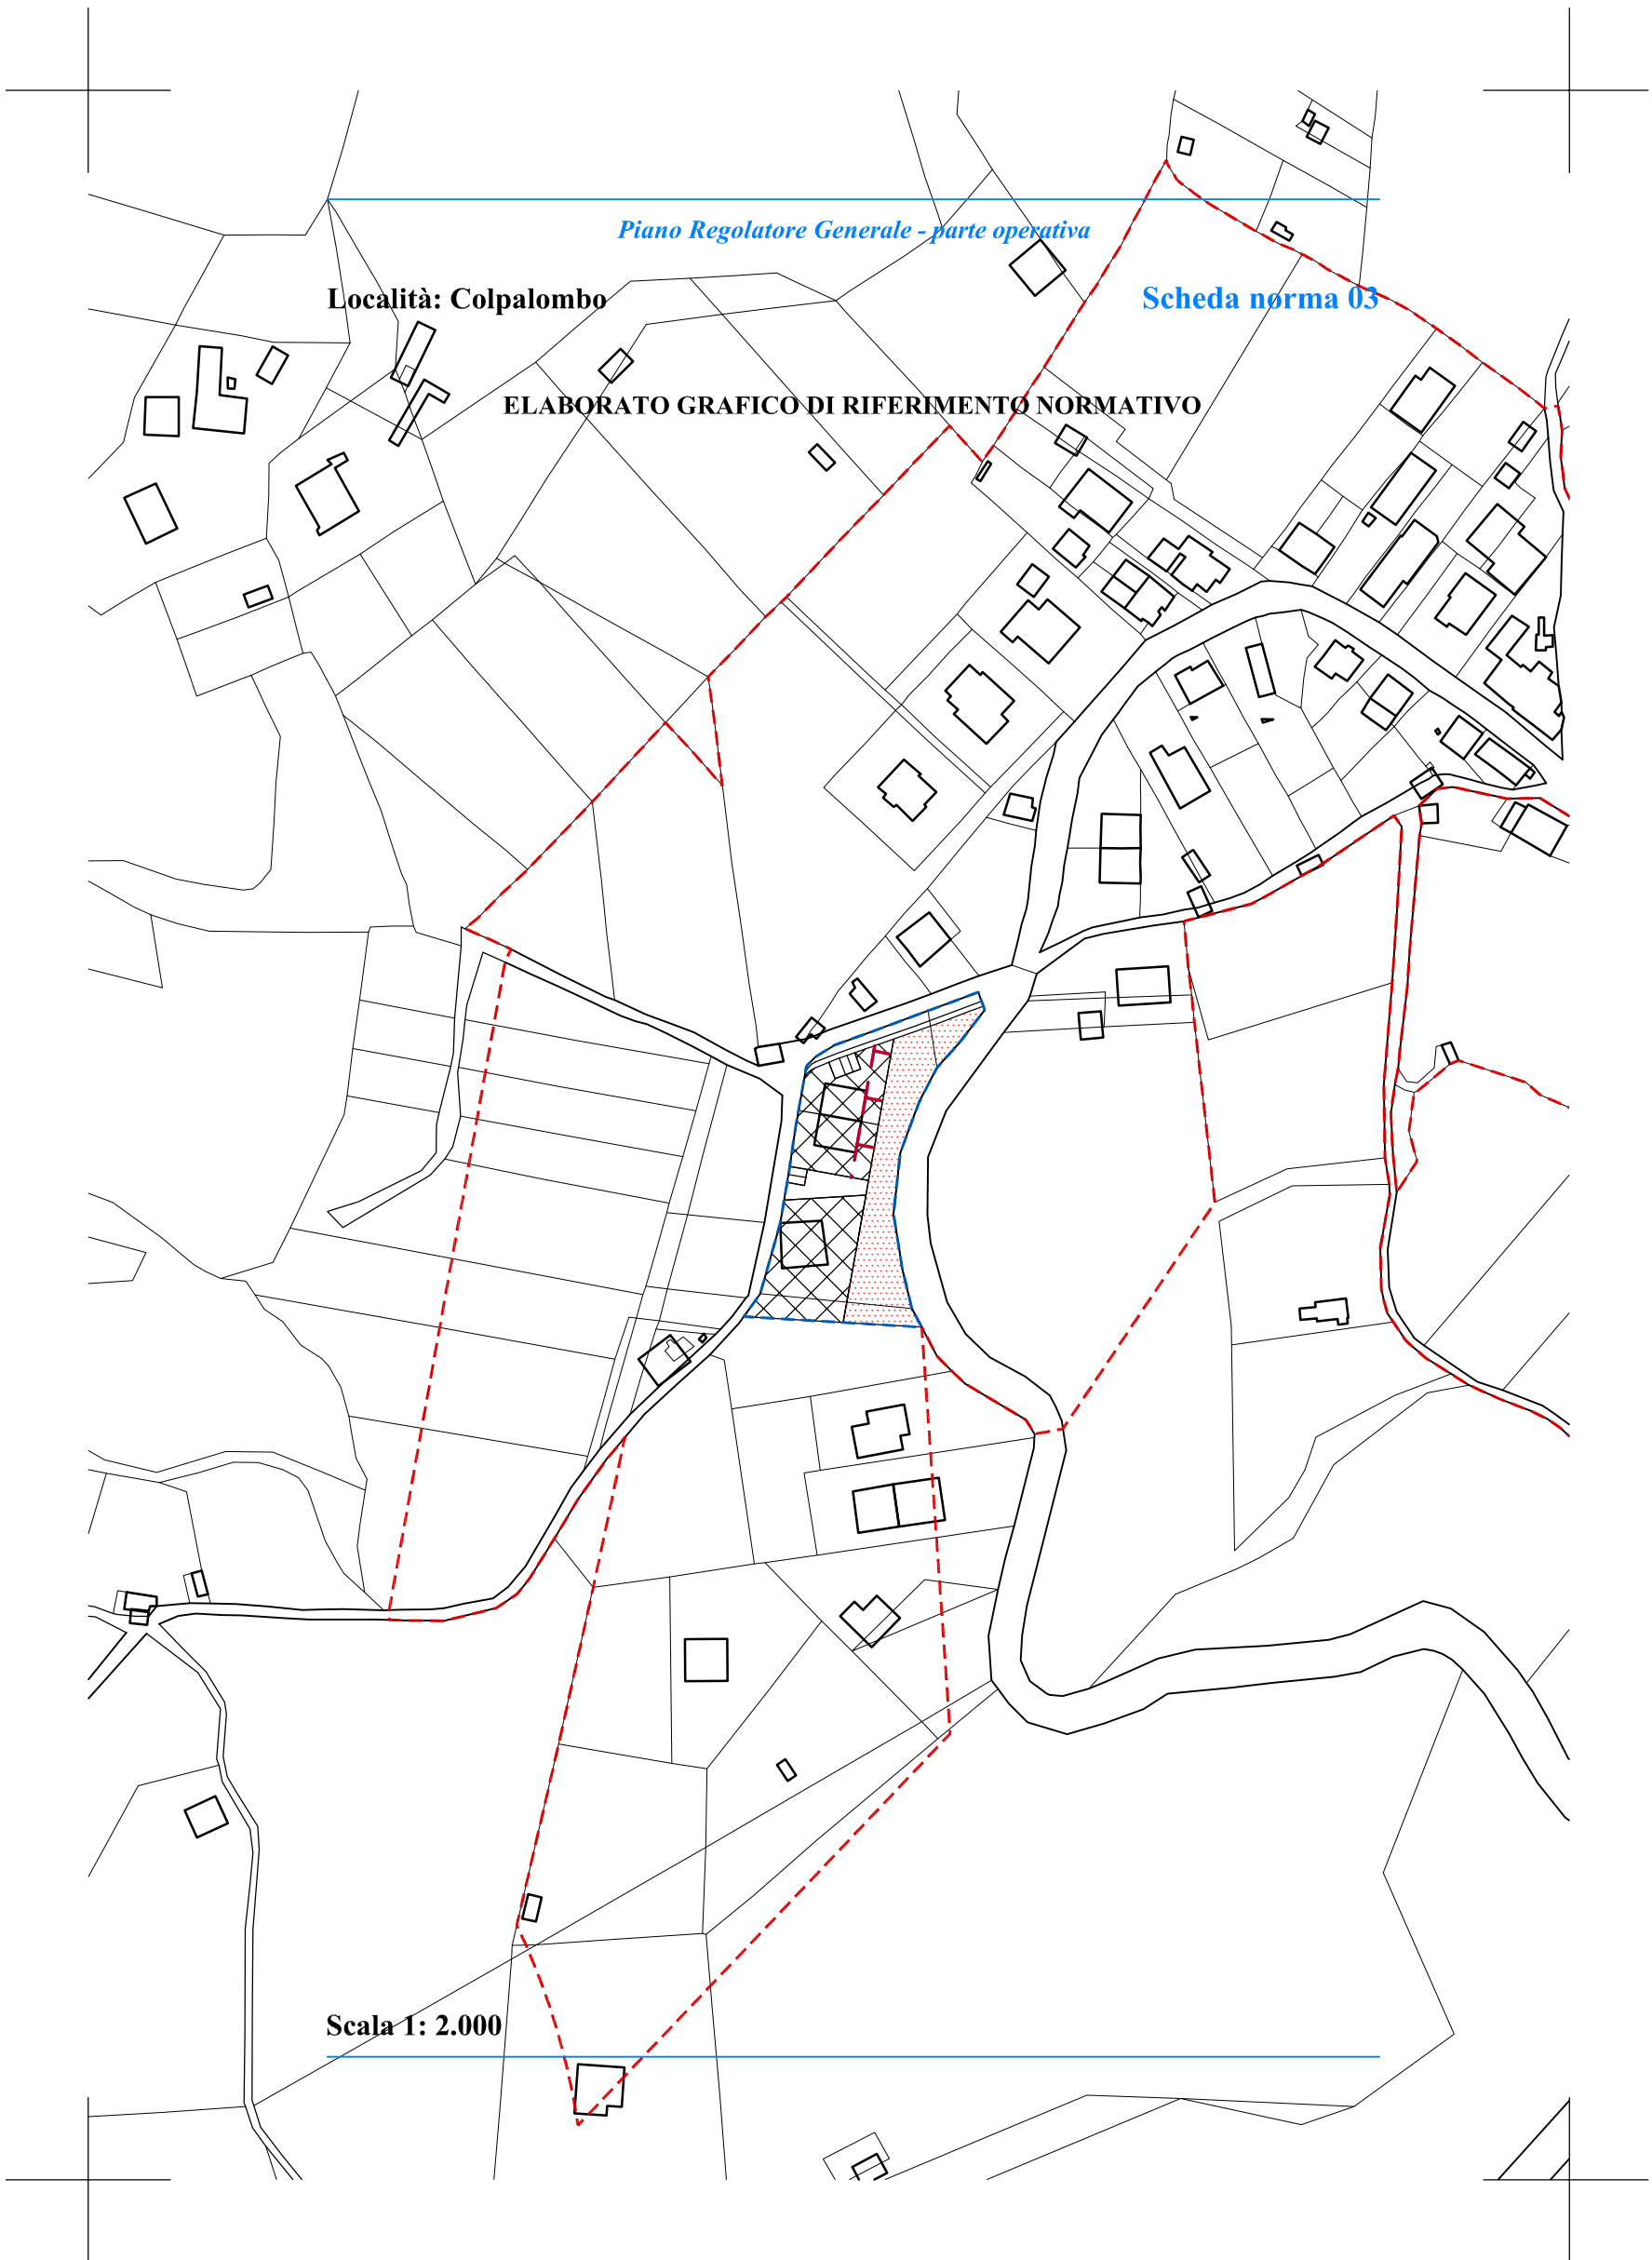 Piano Regolatore Generale - parte operativa
Località: Colpalombo
Scheda norma 03
ELABORATO GRAFICO DI RIFERIMENTO NORMATIVO
Scala 1: 2.000